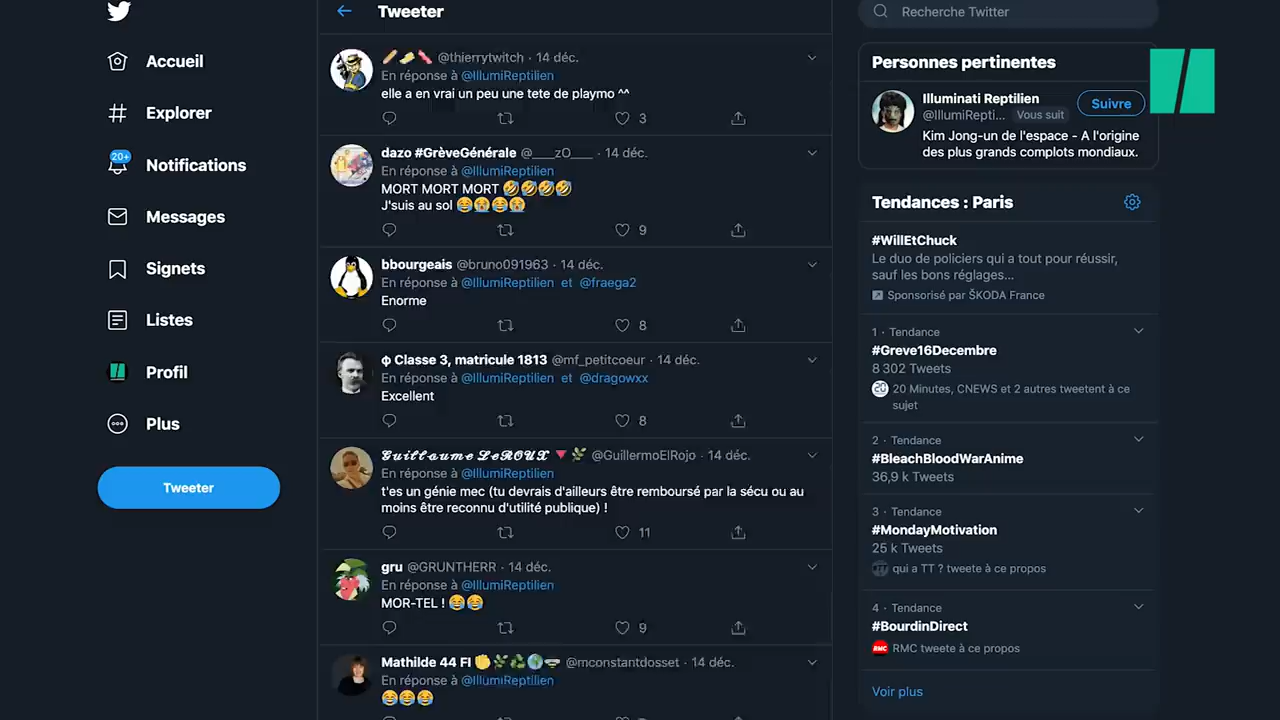 Accueil
Explorer
20+
Notifications
Messages
Signets
Listes
Profil
Plus
Tweeter
Tweeter
@thierrytwitch · 14 déc.
En réponse à @IllumiReptilien
elle a en vrai un peu une tete de playmo ^^
3
dazo #GrèveGénérale @___zO___ · 14 déc.
En réponse à @IllumiReptilien
MORT MORT MORT 🤣🤣🤣🤣
J'suis au sol 😂😭😂😭
9
bbourgeais @bruno091963 · 14 déc.
En réponse à @IllumiReptilien et @fraega2
Enorme
8
ф Classe 3, matricule 1813 @mf_petitcoeur · 14 déc.
En réponse à @IllumiReptilien et @dragowxx
Excellent
8
𝓖𝓾𝓲𝓵𝓵𝓪𝓾𝓶𝓮 𝓛𝓮𝓡𝓞𝓤𝓧 🔻🌿 @GuillermoElRojo · 14 déc.
En réponse à @IllumiReptilien
t'es un génie mec (tu devrais d'ailleurs être remboursé par la sécu ou au
moins être reconnu d'utilité publique) !
11
gru @GRUNTHERR · 14 déc.
En réponse à @IllumiReptilien
MOR-TEL ! 😂😂
9
Mathilde 44 FI @mconstantdosset · 14 déc.
En réponse à @IllumiReptilien
😂😂😂
Recherche Twitter
Personnes pertinentes
Illuminati Reptilien
@IllumiRepti... Vous suit
Suivre
Kim Jong-un de l'espace - A l'origine
des plus grands complots mondiaux.
Tendances : Paris
#WillEtChuck
Le duo de policiers qui a tout pour réussir,
sauf les bons réglages...
Sponsorisé par ŠKODA France
1 · Tendance
#Greve16Decembre
8 302 Tweets
20 Minutes, CNEWS et 2 autres tweetent à ce
sujet
2 · Tendance
#BleachBloodWarAnime
36,9 k Tweets
3 · Tendance
#MondayMotivation
25 k Tweets
qui a TT ? tweete à ce propos
4 · Tendance
#BourdinDirect
RMC
RMC tweete à ce propos
Voir plus